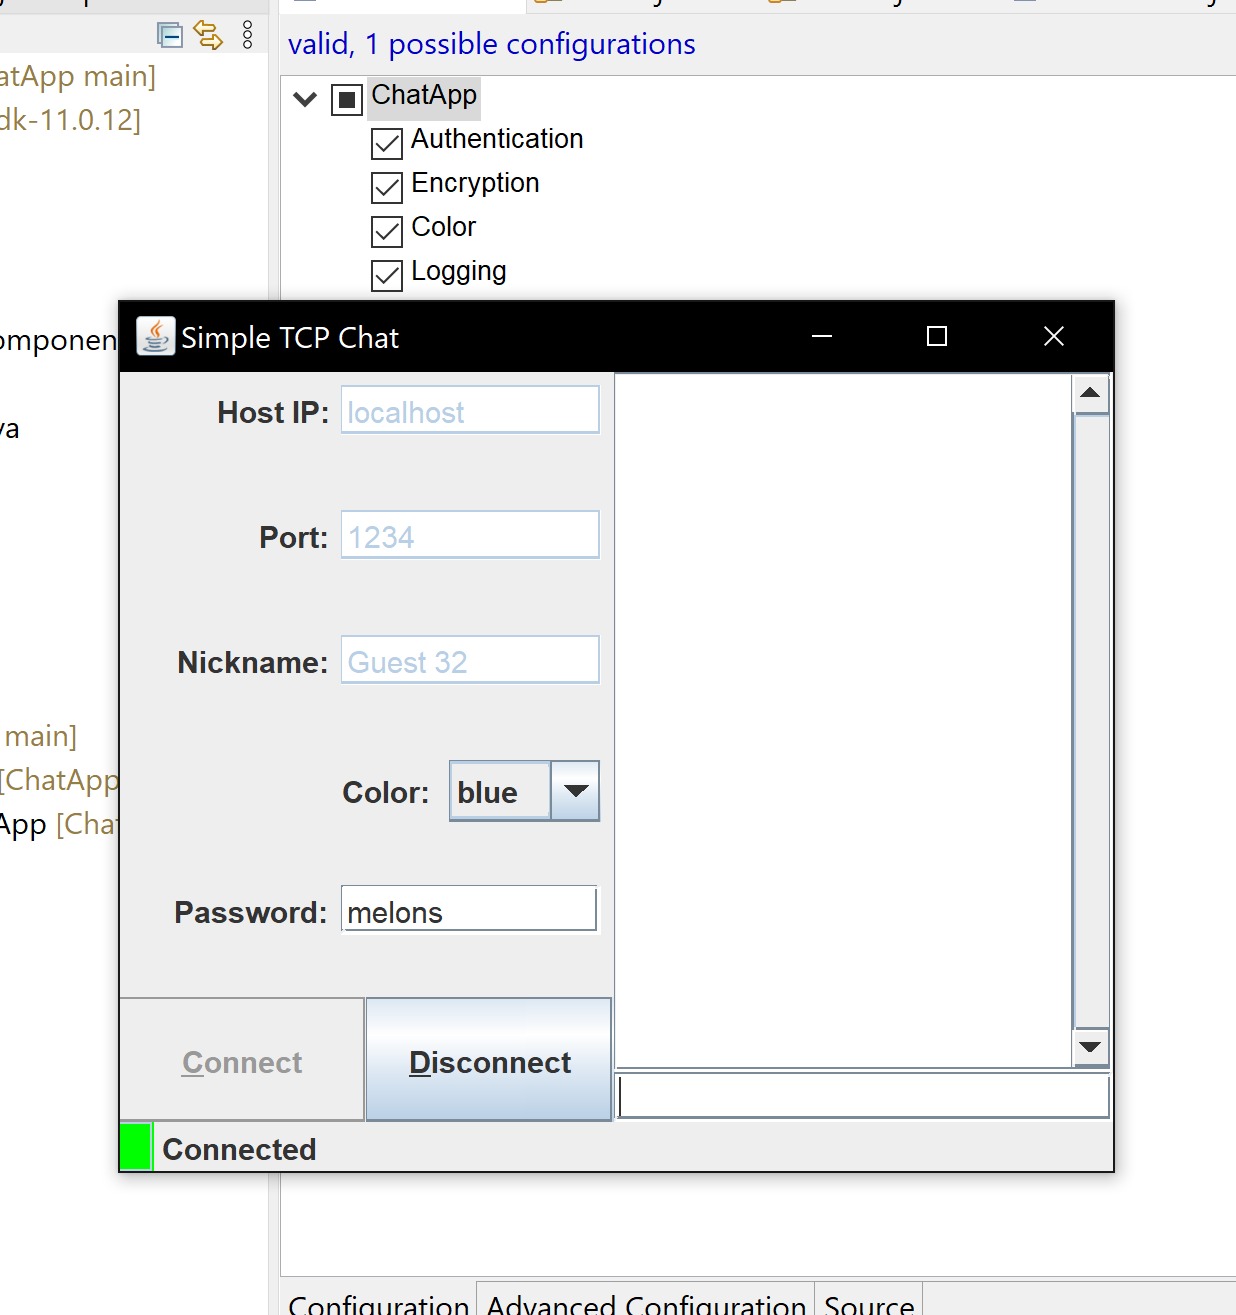 valid, 1 possible configurations
atApp main]
dk-11.0.12]
ChatApp
Authentication
Encryption
Color
Logging
Simple TCP Chat
omponen
va
Host IP: localhost
Port: 1234
Nickname: Guest 32
Color: blue
Password: melons
main]
[ChatApp
App [Cha
Connect
Disconnect
Connected
Configuration
Advanced Configuration
Source